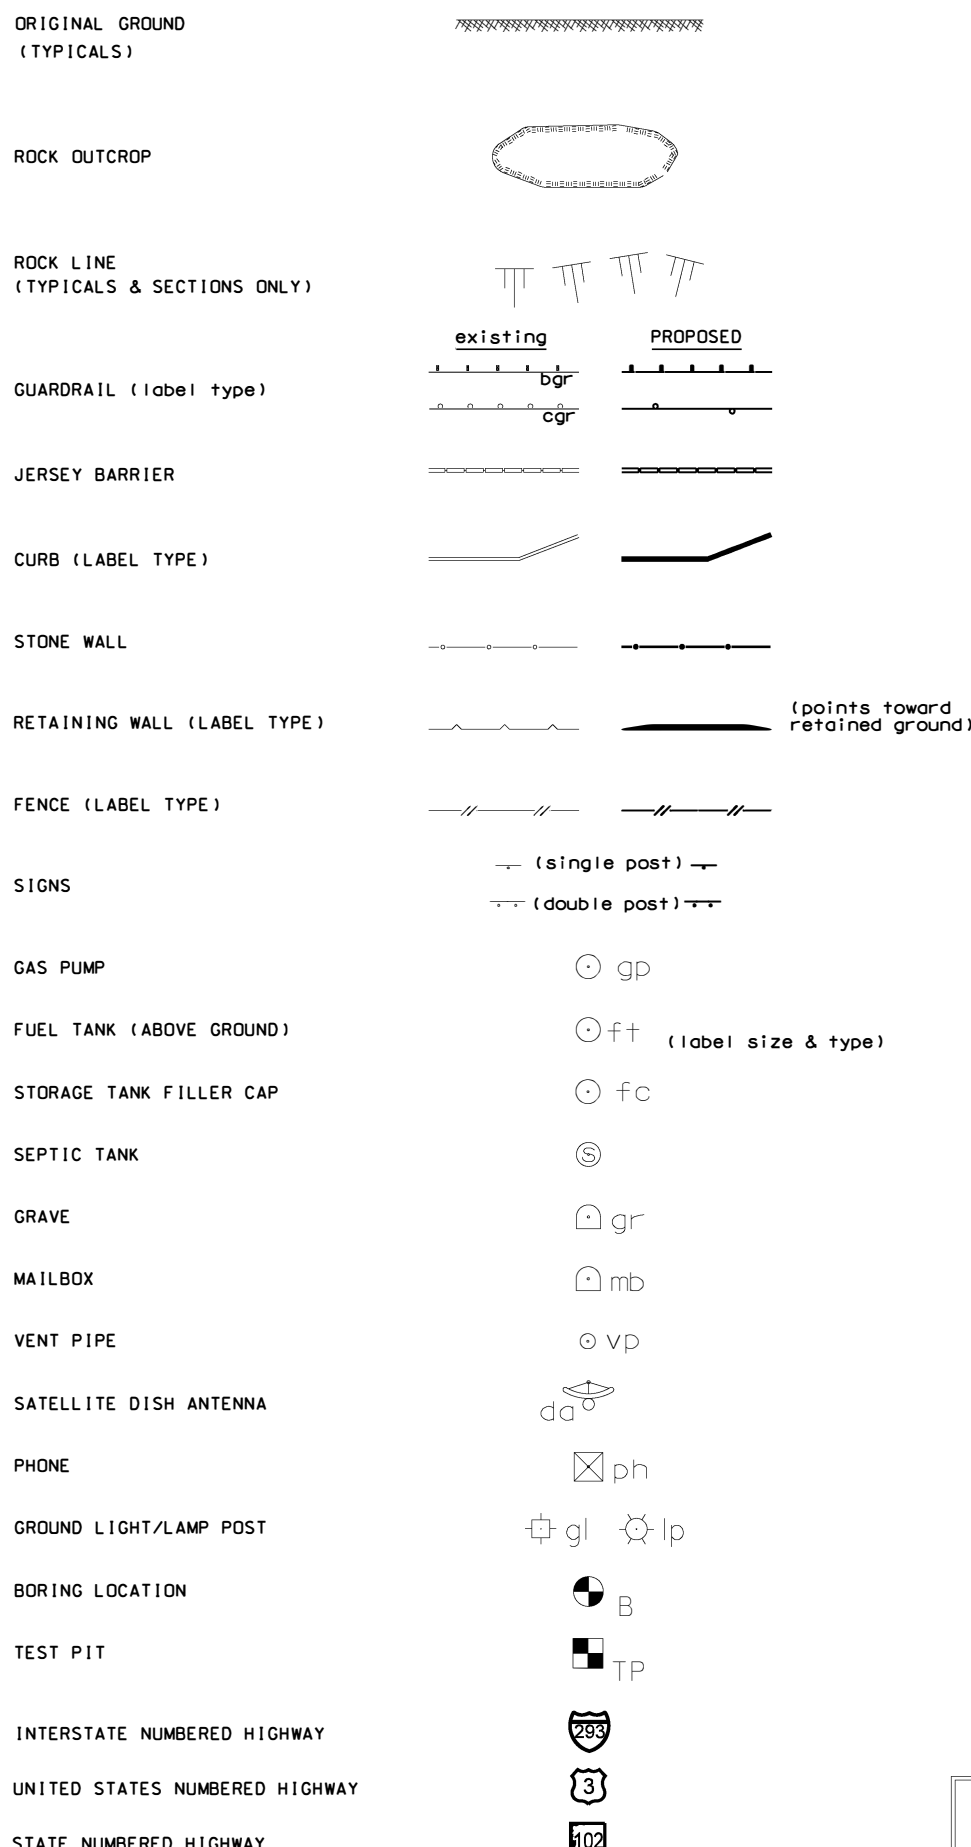 ORIGINAL GROUND
(TYPICALS)
ROCK OUTCROP
ROCK LINE
(TYPICALS & SECTIONS ONLY)
existing PROPOSED
GUARDRAIL (label type)
bgr
cgr
JERSEY BARRIER
CURB (LABEL TYPE)
STONE WALL
RETAINING WALL (LABEL TYPE)
(points toward
retained ground)
FENCE (LABEL TYPE)
SIGNS
(single post)
(double post)
GAS PUMP gp
FUEL TANK (ABOVE GROUND) ft (label size & type)
STORAGE TANK FILLER CAP fc
SEPTIC TANK S
GRAVE gr
MAILBOX mb
VENT PIPE vp
SATELLITE DISH ANTENNA da
PHONE ph
GROUND LIGHT/LAMP POST gl lp
BORING LOCATION B
TEST PIT TP
INTERSTATE NUMBERED HIGHWAY 293
UNITED STATES NUMBERED HIGHWAY 3
STATE NUMBERED HIGHWAY 102